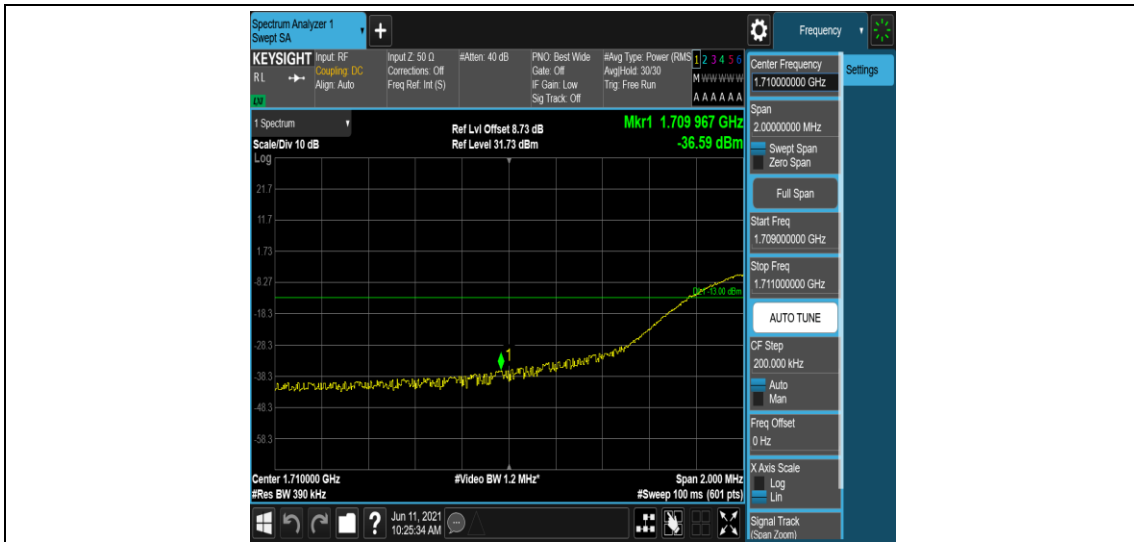 Spectrum Analyzer 1
Swept SA
+
Frequency
KEYSIGHT
RL
LXI
Input: RF
Coupling: DC
Align: Auto
Input Z: 50 Ω
Corrections: Off
Freq Ref: Int (S)
#Atten: 40 dB
PNO: Best Wide
Gate: Off
IF Gain: Low
Sig Track: Off
#Avg Type: Power (RMS
Avg|Hold: 30/30
Trig: Free Run
1 2 3 4 5 6
M W W W W W
A A A A A A
1 Spectrum
Scale/Div 10 dB
Log
Ref Lvl Offset 8.73 dB
Ref Level 31.73 dBm
Mkr1 1.709 967 GHz
-36.59 dBm
21.7
11.7
1.73
-8.27
-18.3
-28.3
-38.3
-48.3
-58.3
DL1 -13.00 dBm
1
Center 1.710000 GHz
#Res BW 390 kHz
#Video BW 1.2 MHz*
Span 2.000 MHz
#Sweep 100 ms (601 pts)
Center Frequency
1.710000000 GHz
Settings
Span
2.00000000 MHz
Swept Span
Zero Span
Full Span
Start Freq
1.709000000 GHz
Stop Freq
1.711000000 GHz
AUTO TUNE
CF Step
200.000 kHz
Auto
Man
Freq Offset
0 Hz
X Axis Scale
Log
Lin
Signal Track
(Span Zoom)
?
Jun 11, 2021
10:25:34 AM